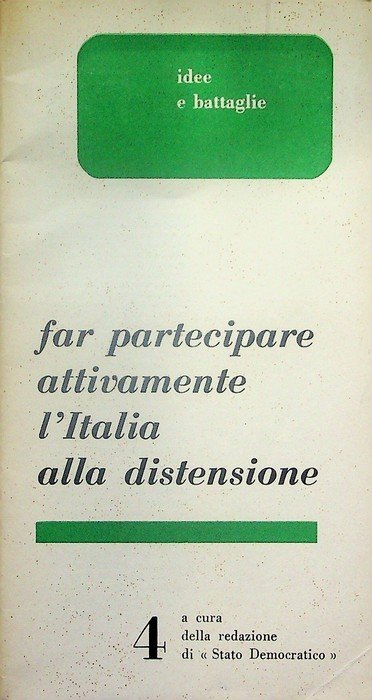 idee
e battaglie
far partecipare
attivamente
l'Italia
alla distensione
4
a cura
della redazione
di « Stato Democratico »